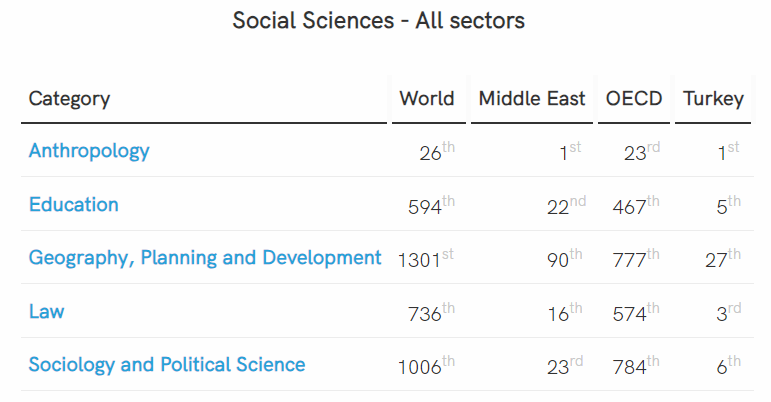 Social Sciences - All sectors
Category World Middle East OECD Turkey
Anthropology 26th 1st 23rd 1st
Education 594th 22nd 467th 5th
Geography, Planning and Development 1301st 90th 777th 27th
Law 736th 16th 574th 3rd
Sociology and Political Science 1006th 23rd 784th 6th